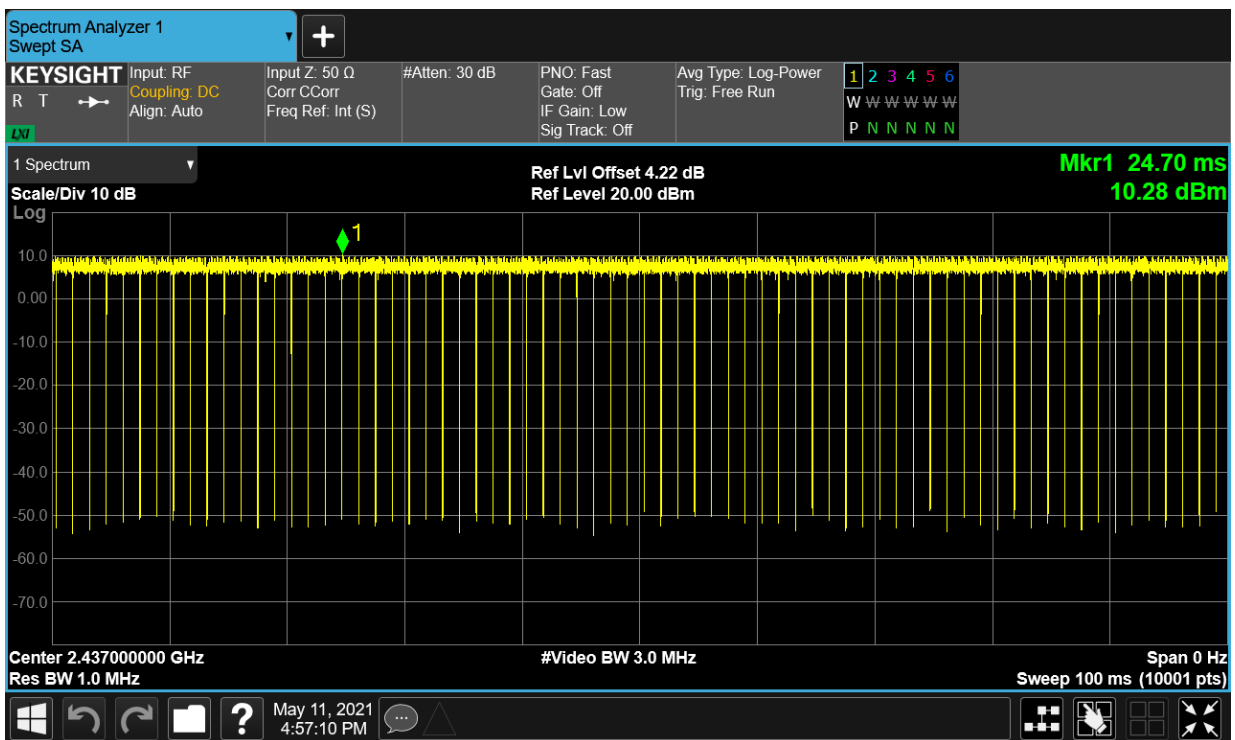 Spectrum Analyzer 1
Swept SA
KEYSIGHT
R T
LXI
Input: RF
Coupling: DC
Align: Auto
Input Z: 50 Ω
Corr CCorr
Freq Ref: Int (S)
#Atten: 30 dB
PNO: Fast
Gate: Off
IF Gain: Low
Sig Track: Off
Avg Type: Log-Power
Trig: Free Run
1 2 3 4 5 6
W W W W W W
P N N N N N
1 Spectrum
Scale/Div 10 dB
Log
Ref Lvl Offset 4.22 dB
Ref Level 20.00 dBm
Mkr1 24.70 ms
10.28 dBm
1
10.0
0.00
-10.0
-20.0
-30.0
-40.0
-50.0
-60.0
-70.0
Center 2.437000000 GHz
Res BW 1.0 MHz
#Video BW 3.0 MHz
Span 0 Hz
Sweep 100 ms (10001 pts)
?
May 11, 2021
4:57:10 PM